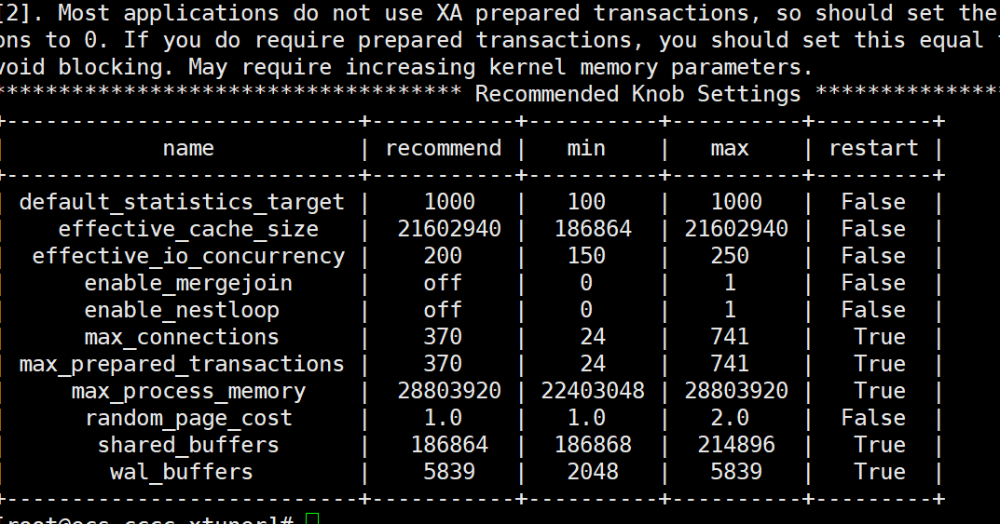 [2]. Most applications do not use XA prepared transactions, so should set the
ons to 0. If you do require prepared transactions, you should set this equal
void blocking. May require increasing kernel memory parameters.
************************************ Recommended Knob Settings ***************
+---------------------------+-----------+----------+----------+---------+
| name | recommend | min | max | restart |
+---------------------------+-----------+----------+----------+---------+
| default_statistics_target | 1000 | 100 | 1000 | False |
| effective_cache_size | 21602940 | 186864 | 21602940 | False |
| effective_io_concurrency | 200 | 150 | 250 | False |
| enable_mergejoin | off | 0 | 1 | False |
| enable_nestloop | off | 0 | 1 | False |
| max_connections | 370 | 24 | 741 | True |
| max_prepared_transactions | 370 | 24 | 741 | True |
| max_process_memory | 28803920 | 22403048 | 28803920 | True |
| random_page_cost | 1.0 | 1.0 | 2.0 | False |
| shared_buffers | 186864 | 186868 | 214896 | True |
| wal_buffers | 5839 | 2048 | 5839 | True |
+---------------------------+-----------+----------+----------+---------+
[root@ecs-cccc xtuner]#